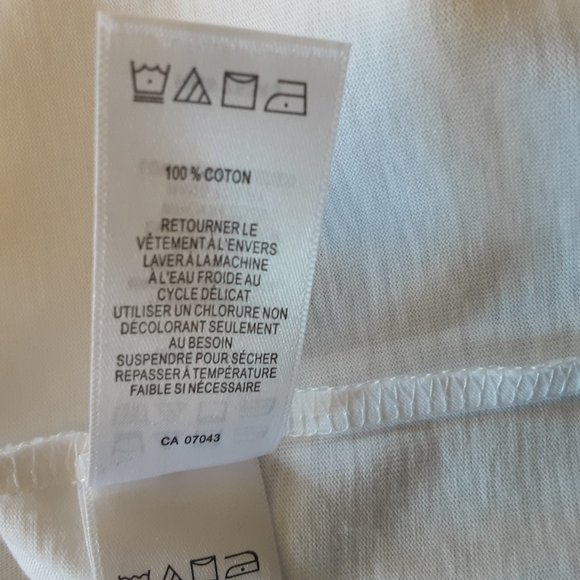 100 % COTON
RETOURNER LE
VÊTEMENT À L'ENVERS
LAVER À LA MACHINE
À L'EAU FROIDE AU
CYCLE DÉLICAT
UTILISER UN CHLORURE NON
DÉCOLORANT SEULEMENT
AU BESOIN
SUSPENDRE POUR SÉCHER
REPASSER À TEMPÉRATURE
FAIBLE SI NÉCESSAIRE
CA 07043